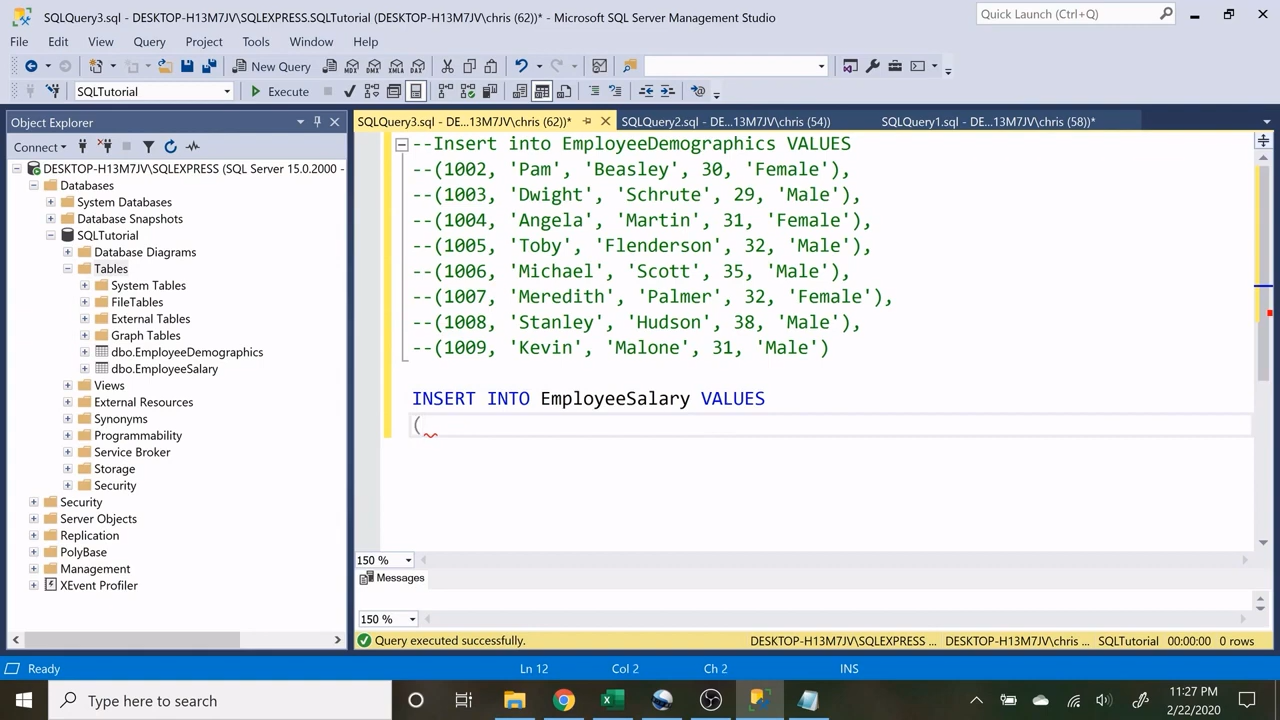 SQLQuery3.sql - DESKTOP-H13M7JV\SQLEXPRESS.SQLTutorial (DESKTOP-H13M7JV\chris (62))* - Microsoft SQL Server Management Studio
Quick Launch (Ctrl+Q)
File Edit View Query Project Tools Window Help
New Query MDX DMX XMLA DAX
SQLTutorial Execute
Object Explorer
SQLQuery3.sql - DE...13M7JV\chris (62))* SQLQuery2.sql - DE...13M7JV\chris (54)) SQLQuery1.sql - DE...13M7JV\chris (58))*
Connect
DESKTOP-H13M7JV\SQLEXPRESS (SQL Server 15.0.2000 -
Databases
System Databases
Database Snapshots
SQLTutorial
Database Diagrams
Tables
System Tables
FileTables
External Tables
Graph Tables
dbo.EmployeeDemographics
dbo.EmployeeSalary
Views
External Resources
Synonyms
Programmability
Service Broker
Storage
Security
Security
Server Objects
Replication
PolyBase
Management
XEvent Profiler
--Insert into EmployeeDemographics VALUES
--(1002, 'Pam', 'Beasley', 30, 'Female'),
--(1003, 'Dwight', 'Schrute', 29, 'Male'),
--(1004, 'Angela', 'Martin', 31, 'Female'),
--(1005, 'Toby', 'Flenderson', 32, 'Male'),
--(1006, 'Michael', 'Scott', 35, 'Male'),
--(1007, 'Meredith', 'Palmer', 32, 'Female'),
--(1008, 'Stanley', 'Hudson', 38, 'Male'),
--(1009, 'Kevin', 'Malone', 31, 'Male')
INSERT INTO EmployeeSalary VALUES
(
150 %
Messages
150 %
Query executed successfully. DESKTOP-H13M7JV\SQLEXPRESS ... DESKTOP-H13M7JV\chris ... SQLTutorial 00:00:00 0 rows
Ready Ln 12 Col 2 Ch 2 INS
Type here to search
11:27 PM
2/22/2020